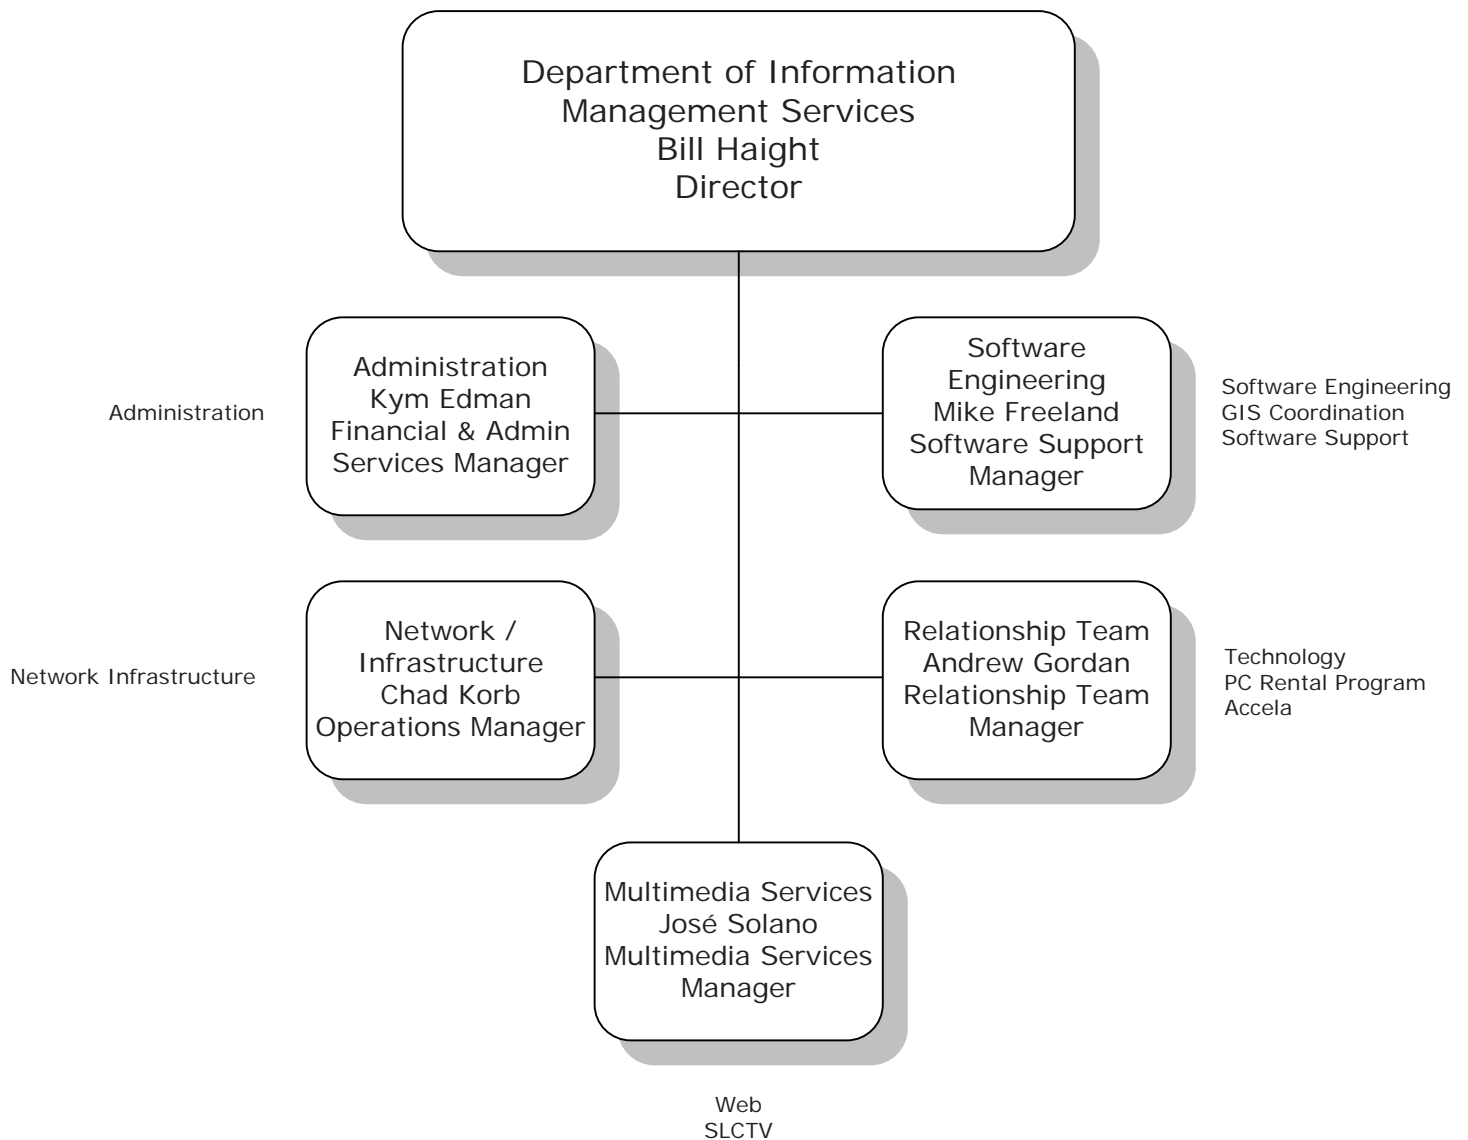 Department of Information
Management Services
Bill Haight
Director
Administration
Administration
Kym Edman
Financial & Admin
Services Manager
Software
Engineering
Mike Freeland
Software Support
Manager
Software Engineering
GIS Coordination
Software Support
Network Infrastructure
Network /
Infrastructure
Chad Korb
Operations Manager
Relationship Team
Andrew Gordan
Relationship Team
Manager
Technology
PC Rental Program
Accela
Multimedia Services
José Solano
Multimedia Services
Manager
Web
SLCTV